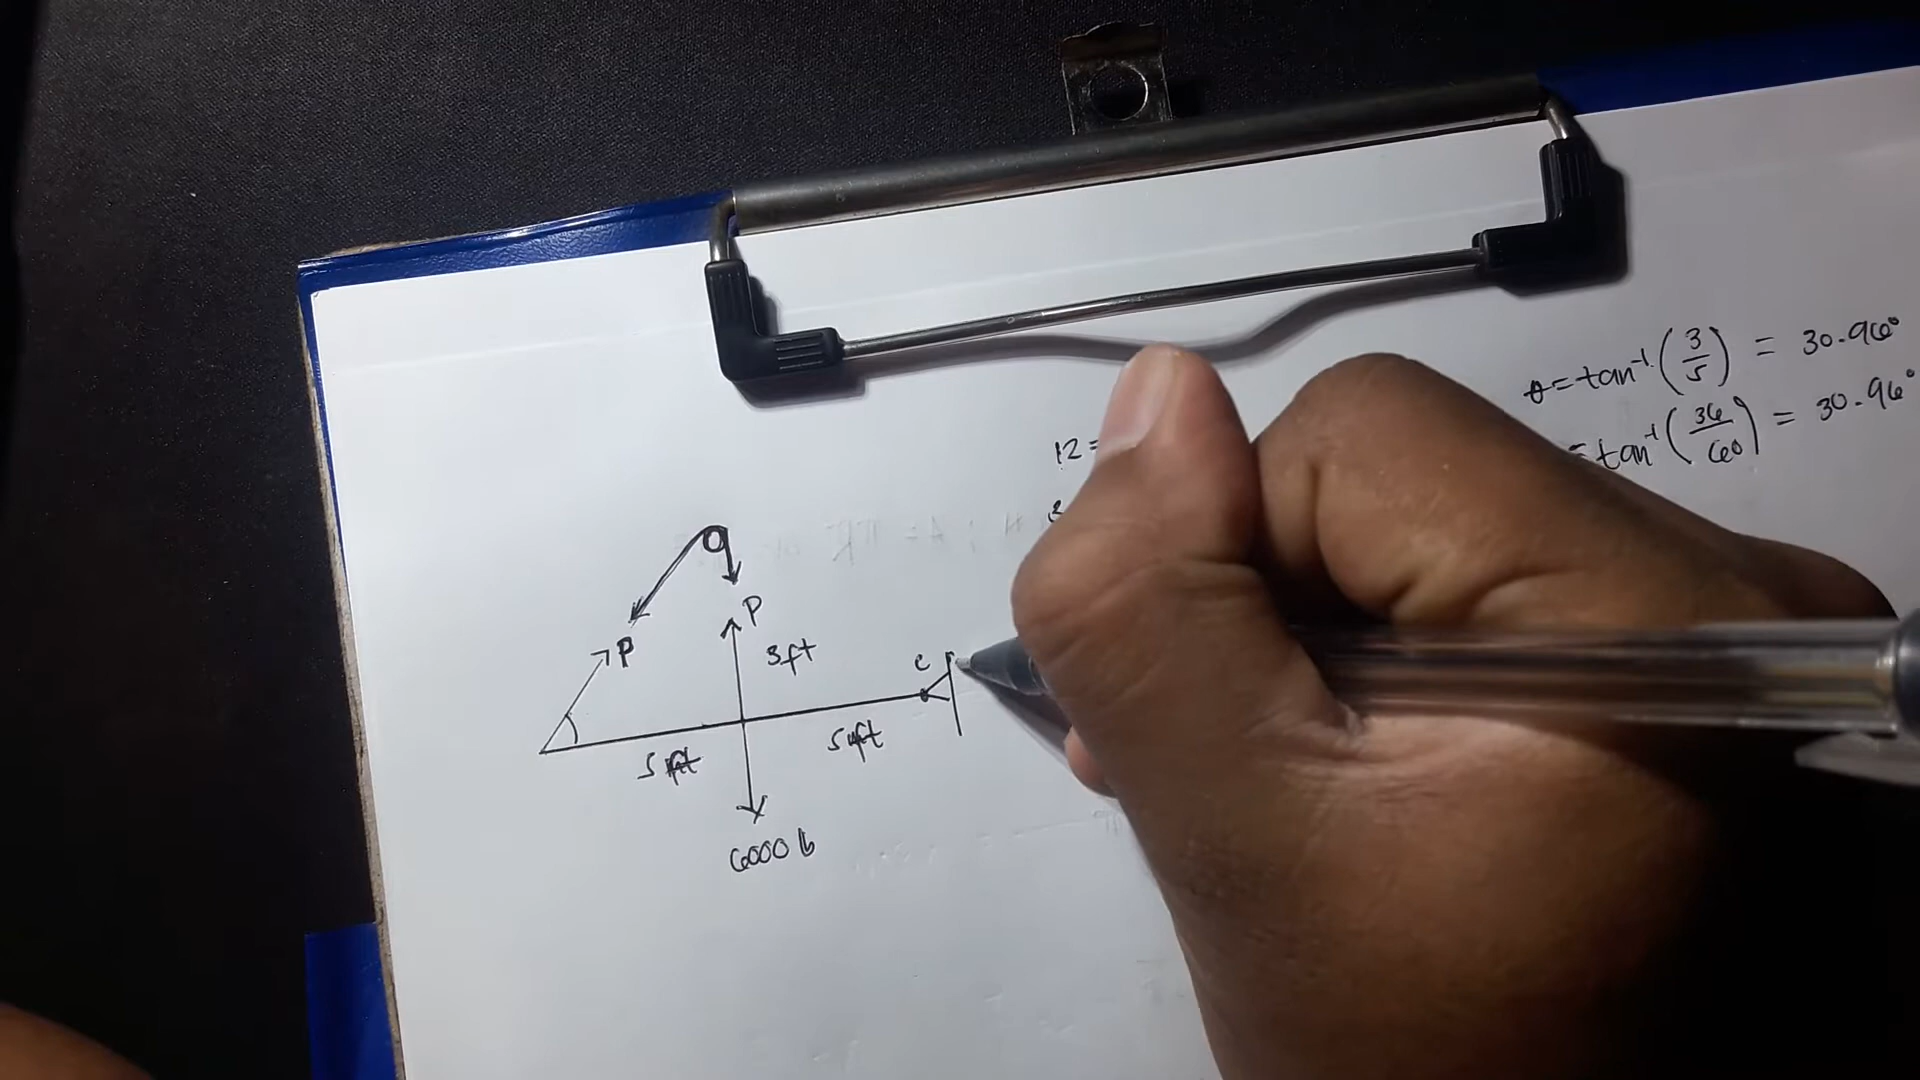 θ = tan⁻¹ (3/5) = 30.96°
= tan⁻¹ (36/60) = 30.96°
12 =
P
P
3ft
C
5ft
5ft
6000 lb